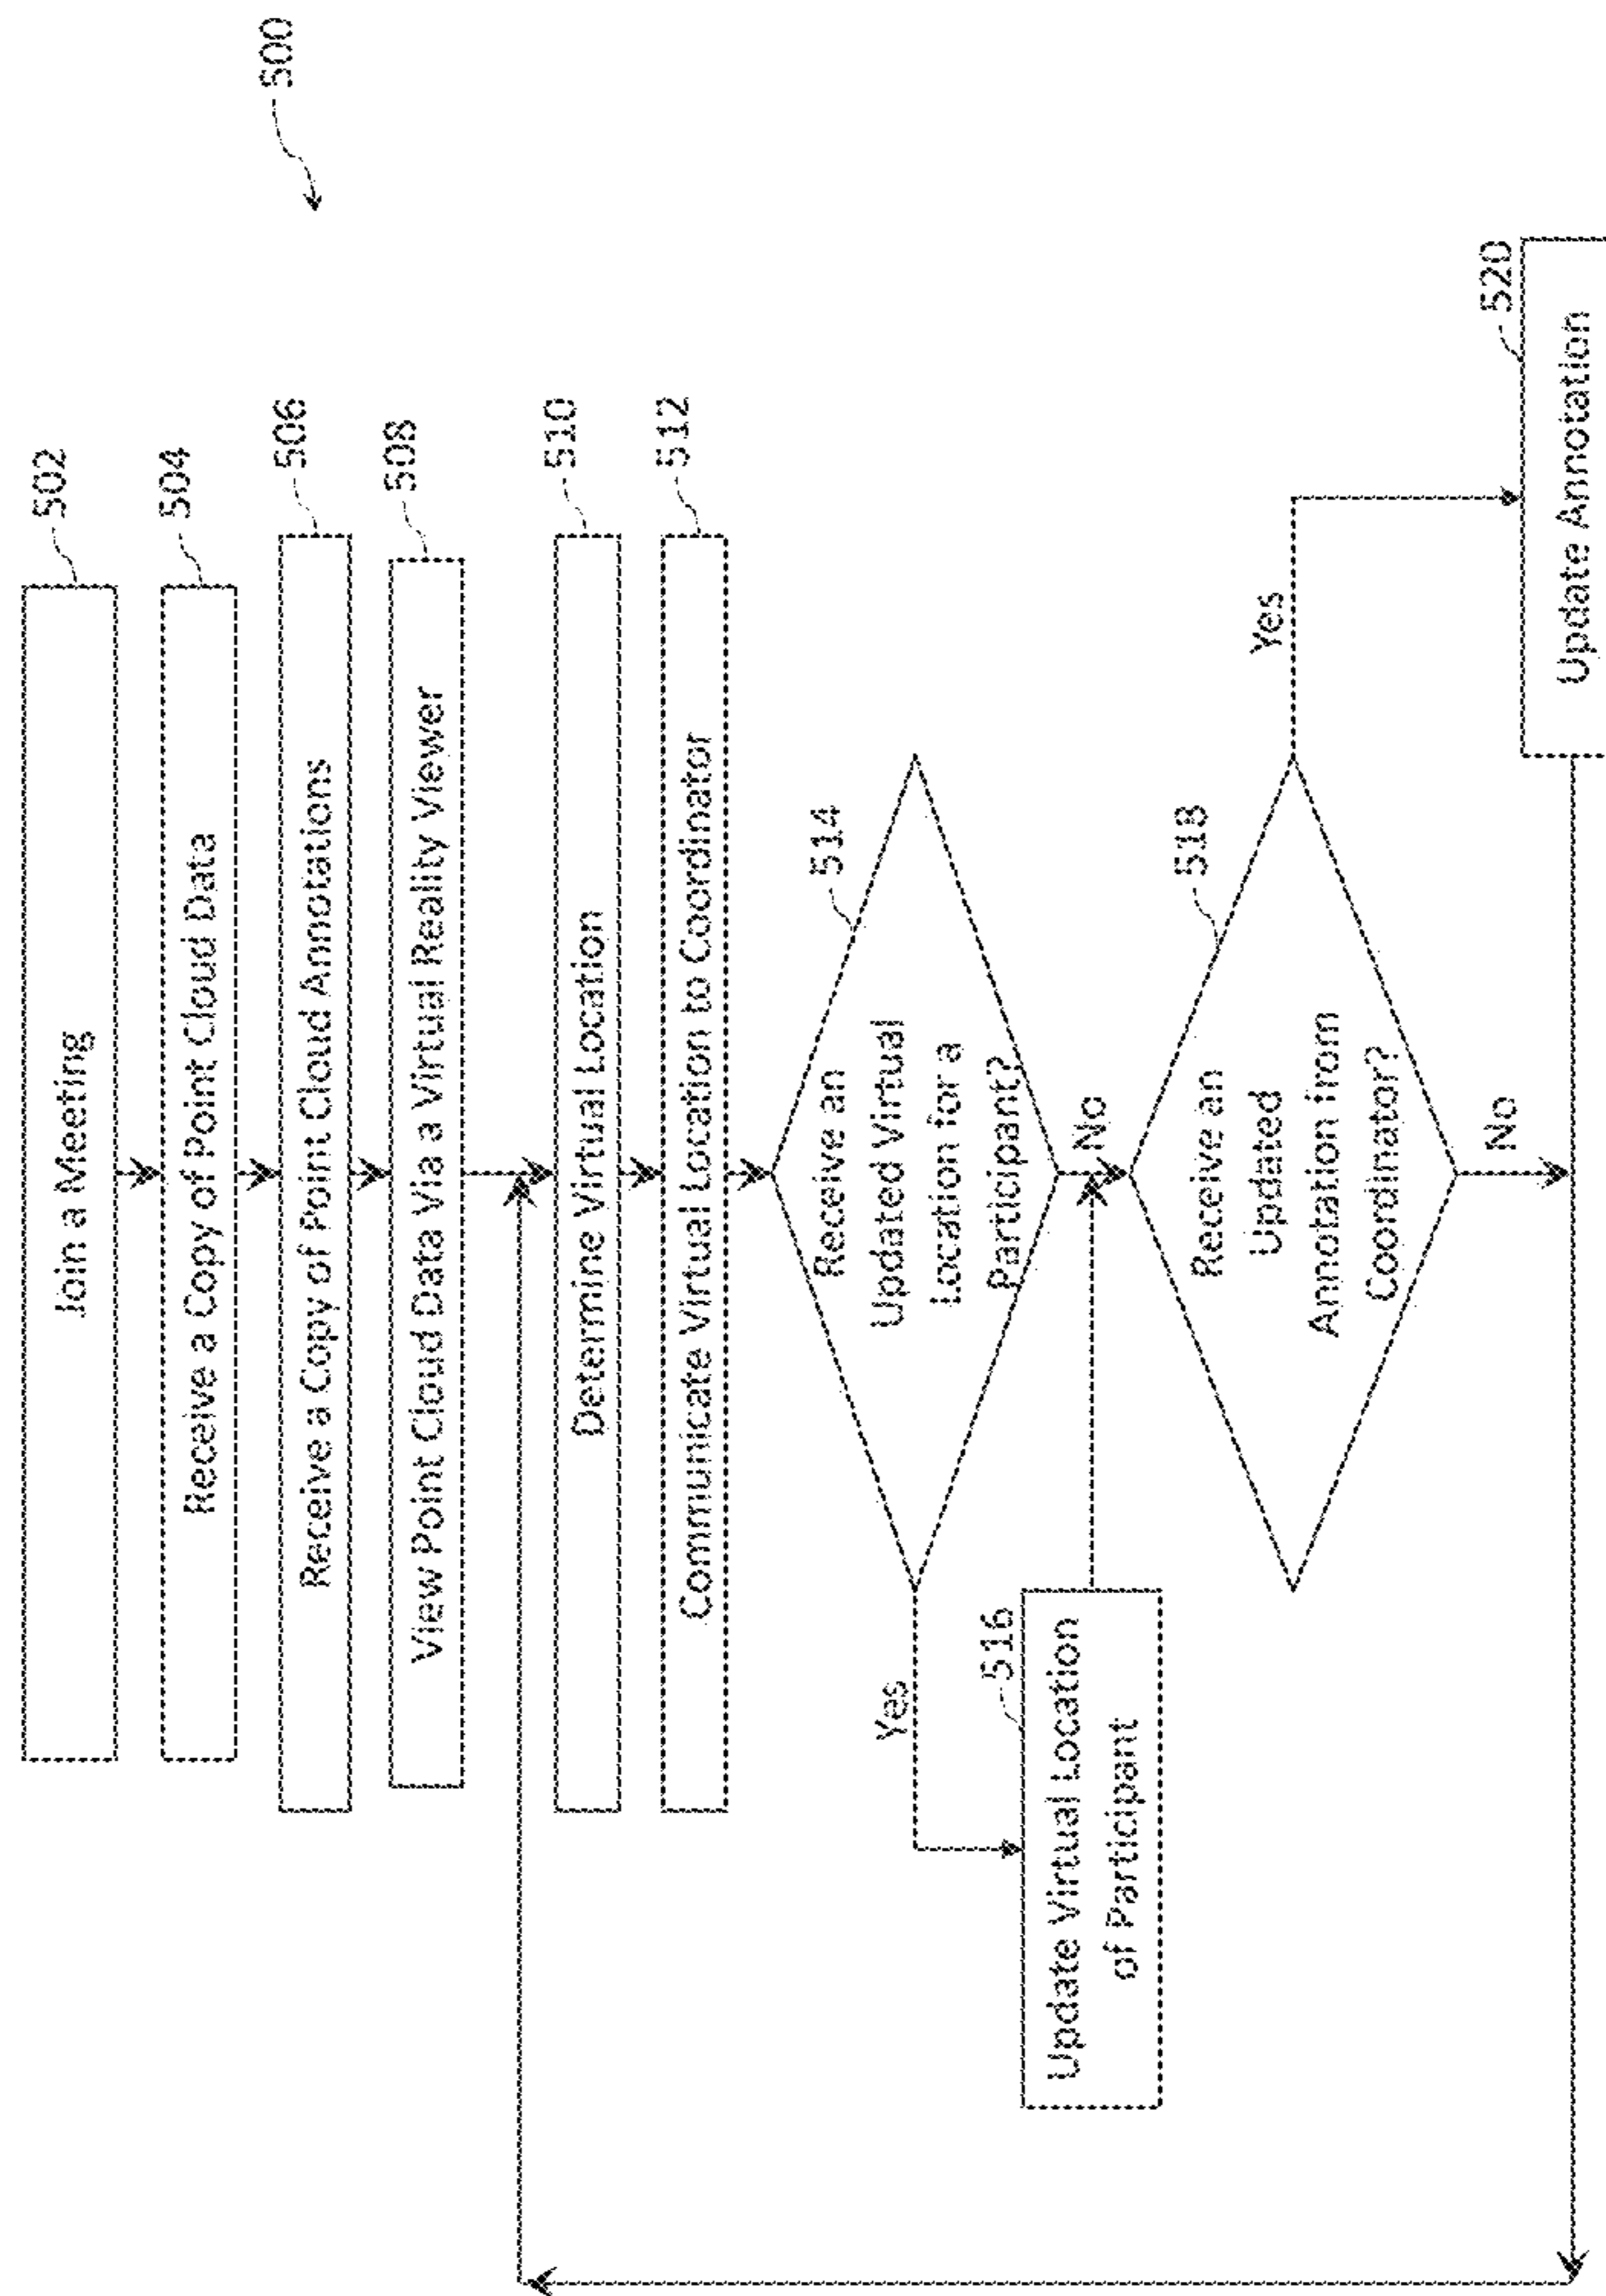 500
502
Join a Meeting
504
Receive a Copy of Point Cloud Data
506
Receive a Copy of Point Cloud Annotations
508
View Point Cloud Data Via a Virtual Reality Viewer
510
Determine Virtual Location
512
Communicate Virtual Location to Coordinator
514
Receive an
Updated Virtual
Location for a
Participant?
Yes
No
516
Update Virtual Location
of Participant
518
Receive an
Updated
Annotation from
Coordinator?
Yes
No
520
Update Annotation